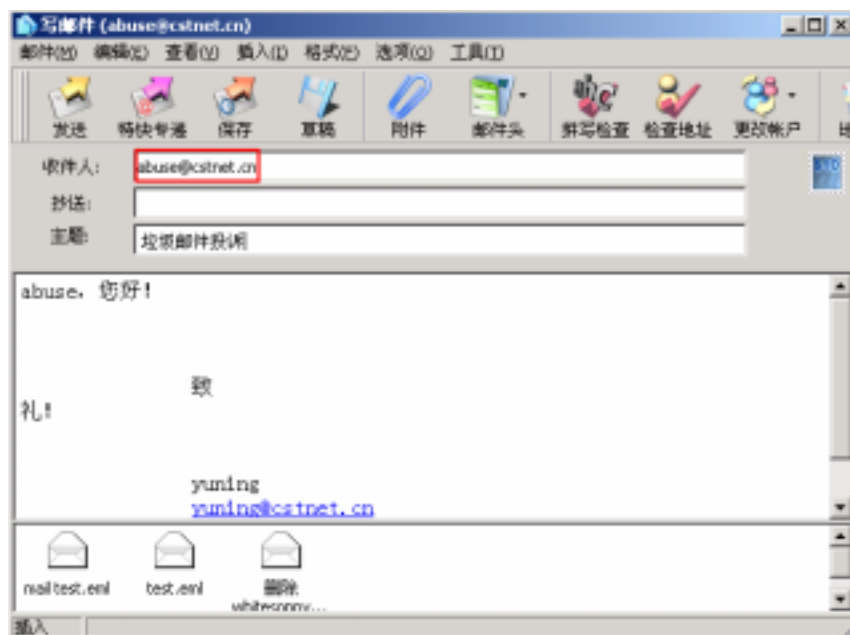 写邮件 (abuse@cstnet.cn)
邮件(M) 编辑(E) 查看(V) 插入(I) 格式(F) 选项(O) 工具(T)
发送 特快专递 保存 草稿 附件 邮件头 拼写检查 检查地址 更改帐户
收件人: abuse@cstnet.cn
抄送:
主题: 垃圾邮件投诉
abuse，您好！
致
礼！
yuning
yuning@cstnet.cn
mailtest.eml test.eml 删除
插入